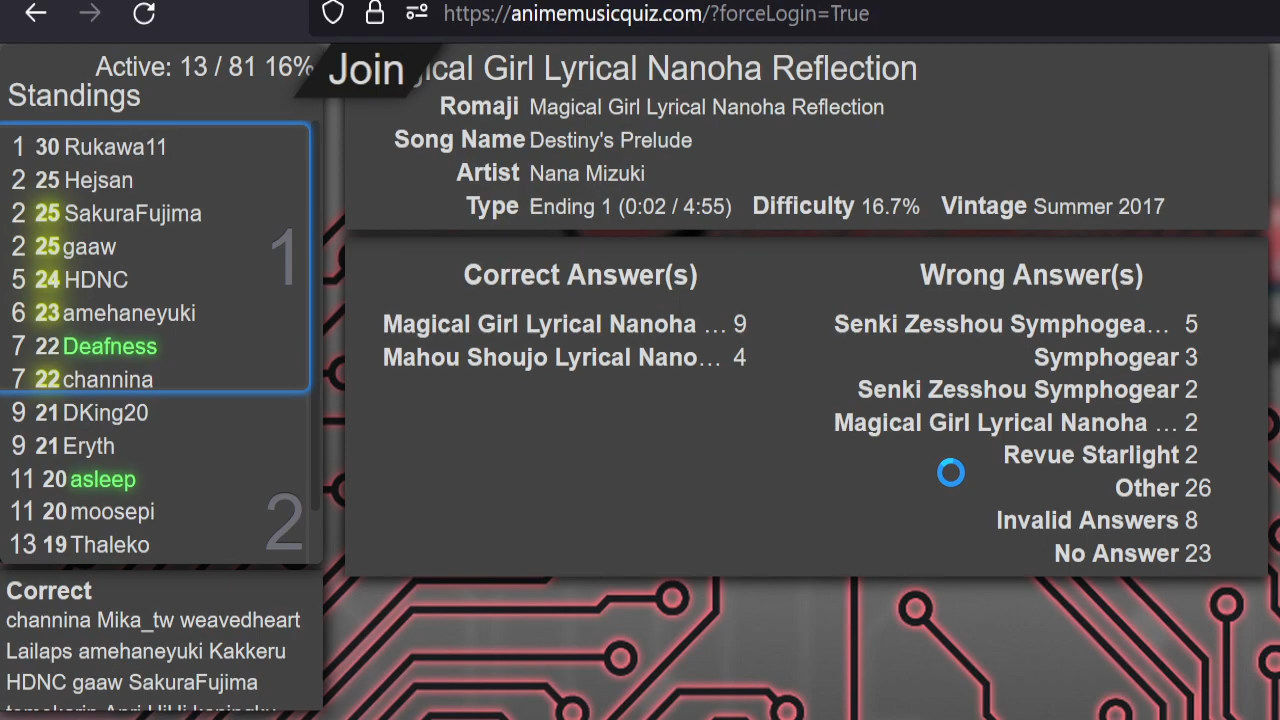 https://animemusicquiz.com/?forceLogin=True
Active: 13 / 81 16%
Join
Standings
1 30 Rukawa11
2 25 Hejsan
2 25 SakuraFujima
2 25 gaaw
5 24 HDNC
6 23 amehaneyuki
7 22 Deafness
7 22 channina
1
9 21 DKing20
9 21 Eryth
11 20 asleep
11 20 moosepi
13 19 Thaleko
2
Correct
channina Mika_tw weavedheart
Lailaps amehaneyuki Kakkeru
HDNC gaaw SakuraFujima
gical Girl Lyrical Nanoha Reflection
Romaji Magical Girl Lyrical Nanoha Reflection
Song Name Destiny's Prelude
Artist Nana Mizuki
Type Ending 1 (0:02 / 4:55) Difficulty 16.7% Vintage Summer 2017
Correct Answer(s)
Magical Girl Lyrical Nanoha ... 9
Mahou Shoujo Lyrical Nano... 4
Wrong Answer(s)
Senki Zesshou Symphogea... 5
Symphogear 3
Senki Zesshou Symphogear 2
Magical Girl Lyrical Nanoha ... 2
Revue Starlight 2
Other 26
Invalid Answers 8
No Answer 23